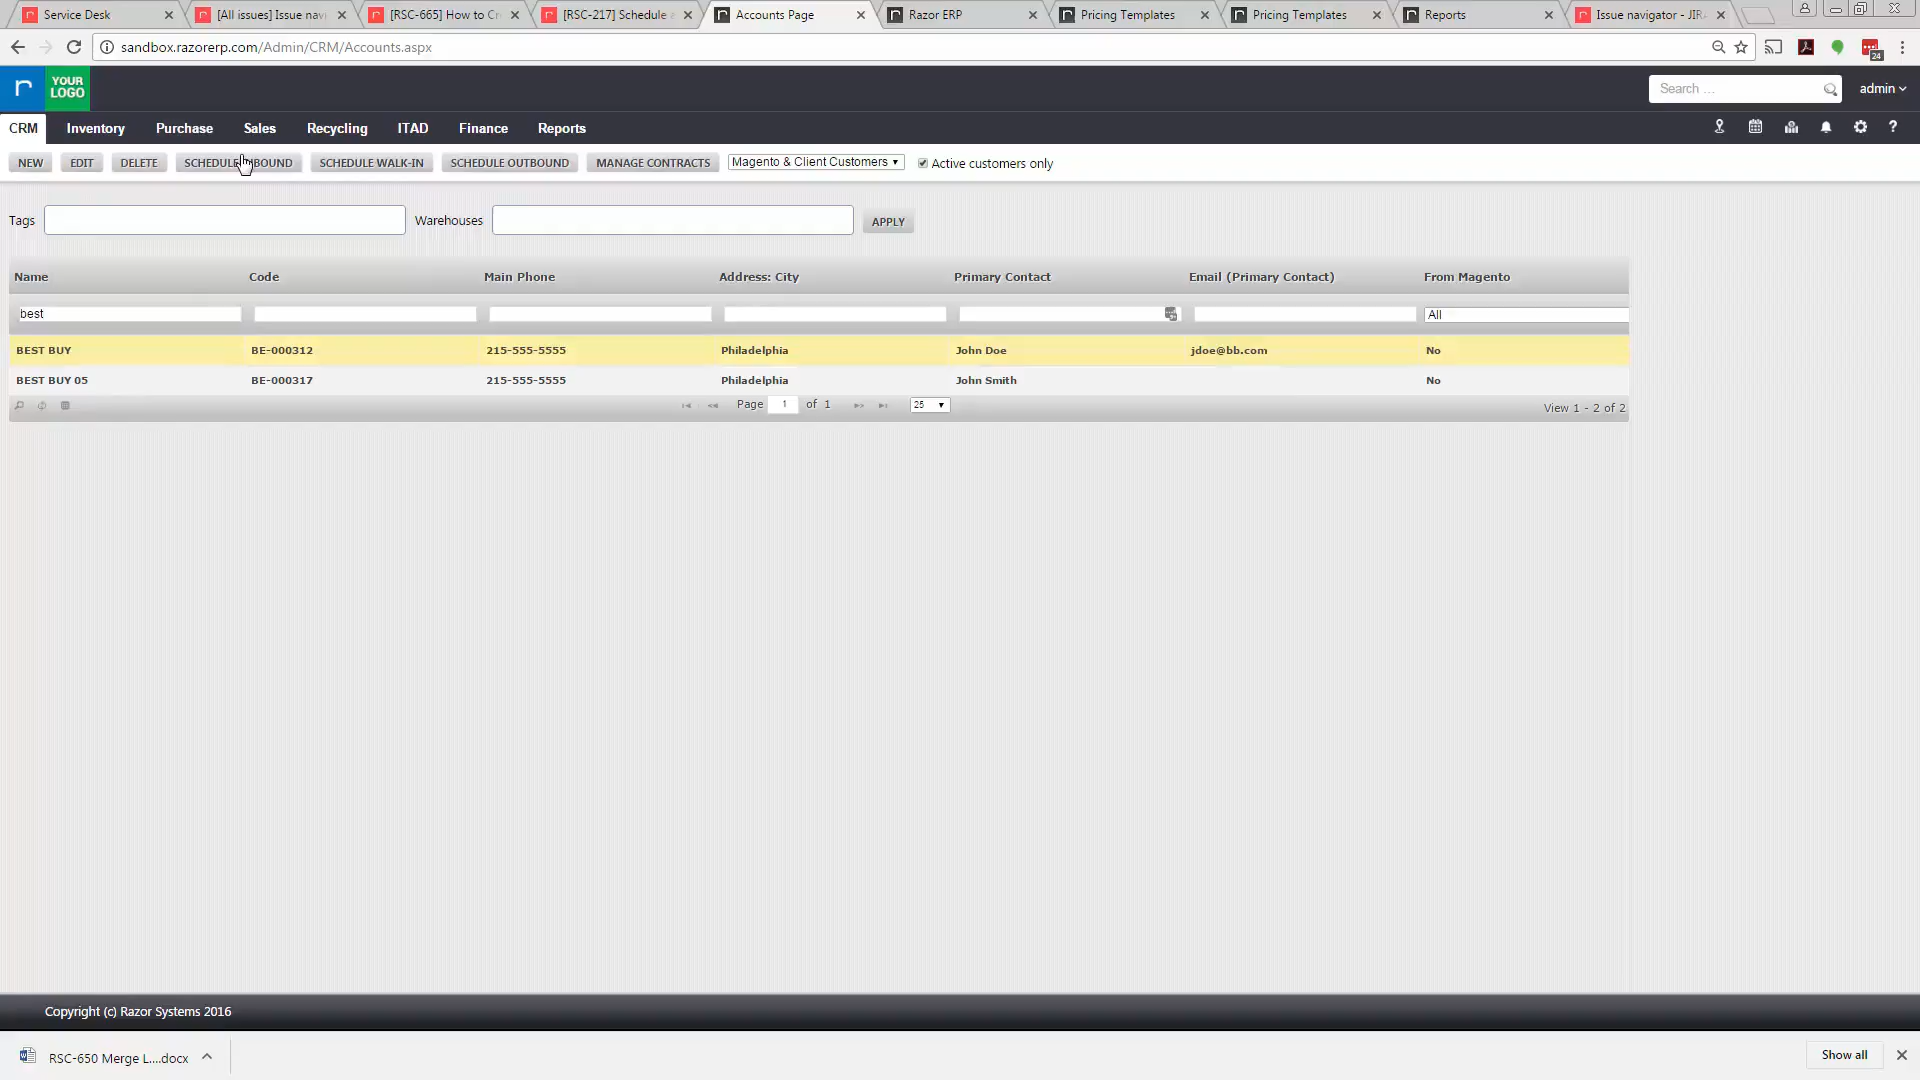 Service Desk
[All issues] Issue nav
[RSC-665] How to Cr
[RSC-217] Schedule a
Accounts Page
Razor ERP
Pricing Templates
Pricing Templates
Reports
Issue navigator - JIR
sandbox.razorerp.com/Admin/CRM/Accounts.aspx
24
r YOUR LOGO
Search ...
admin
CRM Inventory Purchase Sales Recycling ITAD Finance Reports
NEW EDIT DELETE SCHEDULE INBOUND SCHEDULE WALK-IN SCHEDULE OUTBOUND MANAGE CONTRACTS Magento & Client Customers Active customers only
Tags Warehouses APPLY
Name Code Main Phone Address: City Primary Contact Email (Primary Contact) From Magento
best All
BEST BUY BE-000312 215-555-5555 Philadelphia John Doe jdoe@bb.com No
BEST BUY 05 BE-000317 215-555-5555 Philadelphia John Smith No
Page 1 of 1 25 View 1 - 2 of 2
Copyright (c) Razor Systems 2016
RSC-650 Merge L....docx
Show all